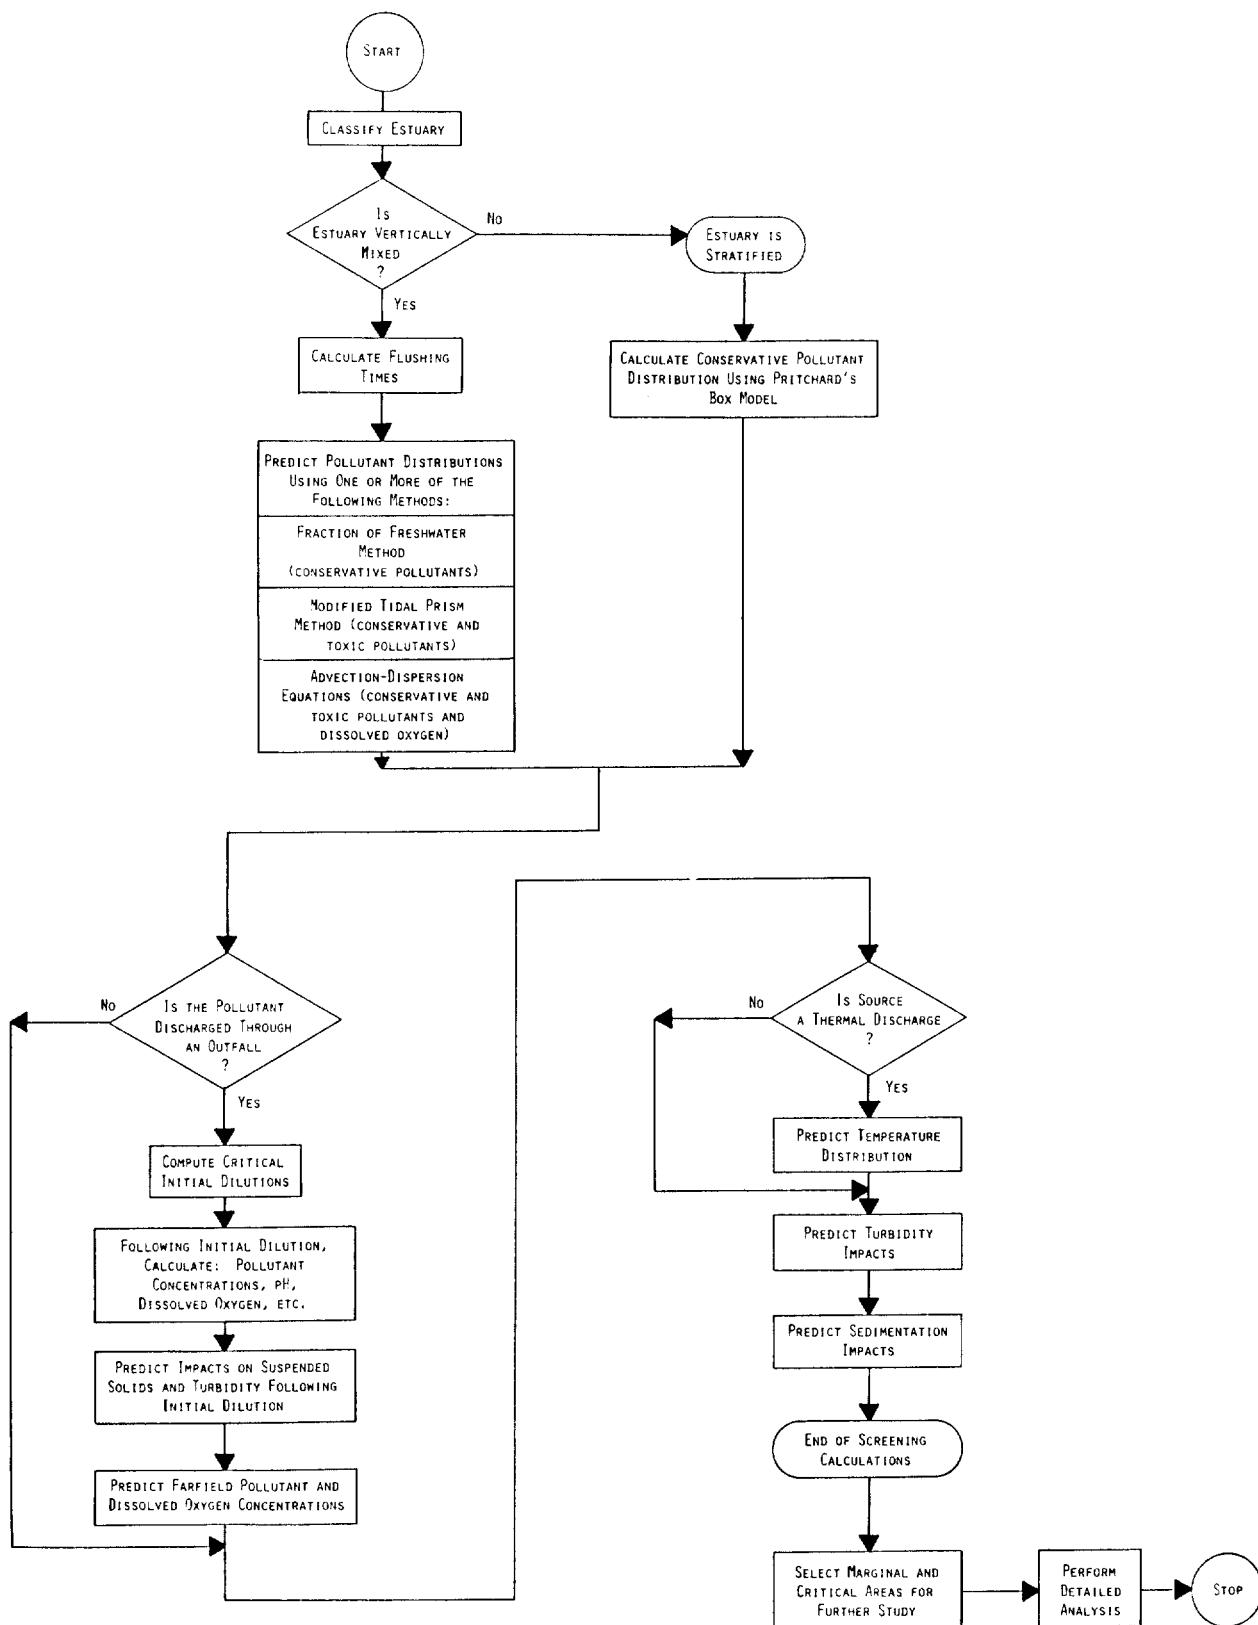 START
CLASSIFY ESTUARY
IS
ESTUARY VERTICALLY
MIXED
?
NO
ESTUARY IS
STRATIFIED
YES
CALCULATE FLUSHING
TIMES
CALCULATE CONSERVATIVE POLLUTANT
DISTRIBUTION USING PRITCHARD'S
BOX MODEL
PREDICT POLLUTANT DISTRIBUTIONS
USING ONE OR MORE OF THE
FOLLOWING METHODS:
FRACTION OF FRESHWATER
METHOD
(CONSERVATIVE POLLUTANTS)
MODIFIED TIDAL PRISM
METHOD (CONSERVATIVE AND
TOXIC POLLUTANTS)
ADVECTION-DISPERSION
EQUATIONS (CONSERVATIVE AND
TOXIC POLLUTANTS AND
DISSOLVED OXYGEN)
NO
IS THE POLLUTANT
DISCHARGED THROUGH
AN OUTFALL
?
YES
COMPUTE CRITICAL
INITIAL DILUTIONS
FOLLOWING INITIAL DILUTION,
CALCULATE: POLLUTANT
CONCENTRATIONS, PH,
DISSOLVED OXYGEN, ETC.
PREDICT IMPACTS ON SUSPENDED
SOLIDS AND TURBIDITY FOLLOWING
INITIAL DILUTION
PREDICT FARFIELD POLLUTANT AND
DISSOLVED OXYGEN CONCENTRATIONS
NO
IS SOURCE
A THERMAL DISCHARGE
?
YES
PREDICT TEMPERATURE
DISTRIBUTION
PREDICT TURBIDITY
IMPACTS
PREDICT SEDIMENTATION
IMPACTS
END OF SCREENING
CALCULATIONS
SELECT MARGINAL AND
CRITICAL AREAS FOR
FURTHER STUDY
PERFORM
DETAILED
ANALYSIS
STOP